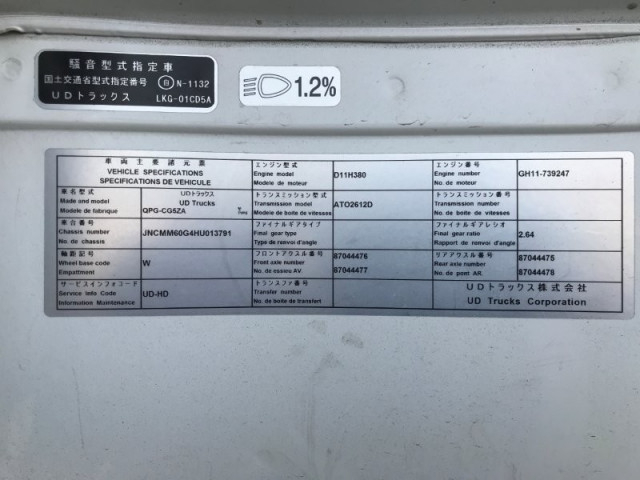 騒音型式指定車
国土交通省型式指定番号 自 N-1132
UDトラックス LKG-01CD5A
1.2%
車両主要諸元表
VEHICLE SPECIFICATIONS
SPECIFICATIONS DE VEHICULE
車名型式 UDトラックス
Make and model UD Trucks
Modele de fabrique QPG-CG5ZA Type
車台番号
Chassis number JNCMM60G4HU013791
No. de chassis
軸距記号
Wheel base code W
Empattment
サービスインフォコード
Service Info Code UD-HD
Information Maintenance
エンジン型式
Engine model D11H380
Modele de moteur
トランスミッション型式
Transmission model ATO2612D
Modele de boite de vitesses
ファイナルギアタイプ
Final gear type
Type de renvoi d'angle
フロントアクスル番号 87044476
Front axle number
No. de essieu AV. 87044477
トランスファ番号
Transfer number
No. de boite de transfert
エンジン番号
Engine number GH11-739247
No. de moteur
トランスミッション番号
Transmission number
No. de boite de vitesses
ファイナルギアレシオ
Final gear ratio 2.64
Rapport de renvoi d'angle
リアアクスル番号 87044475
Rear axle number
No. de pont AR. 87044478
UDトラックス株式会社
UD Trucks Corporation